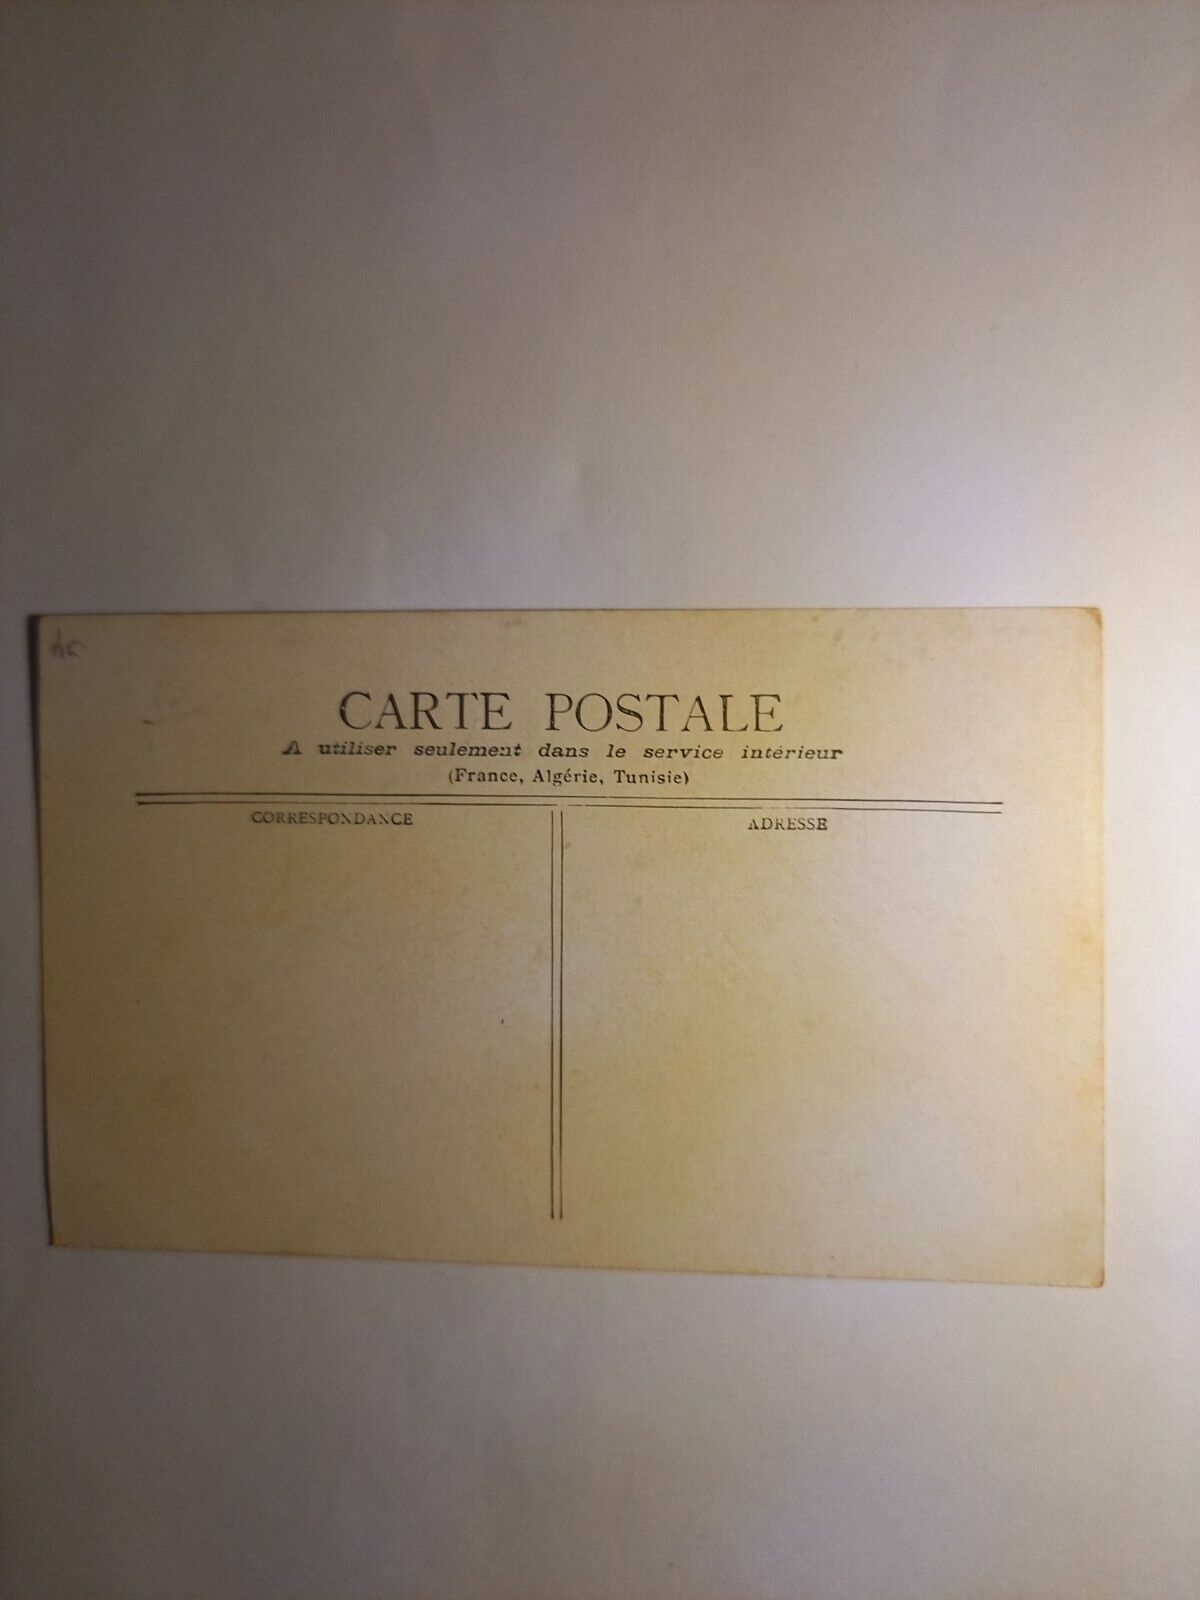 CARTE POSTALE
A utiliser seulement dans le service intérieur
(France, Algérie, Tunisie)
CORRESPONDANCE
ADRESSE